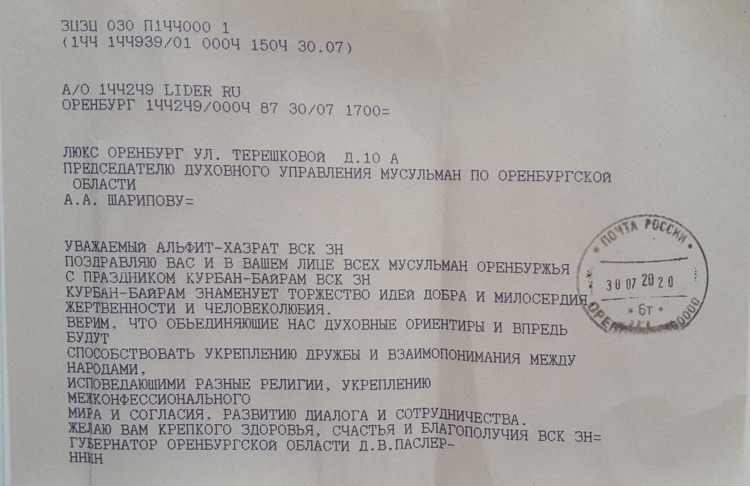 ЗЦЗЦ 030 П1ЧЧ000 1
(1ЧЧ 1ЧЧ939/01 000Ч 150Ч 30.07)
А/О 1ЧЧ2Ч9 LIDER RU
ОРЕНБУРГ 1ЧЧ2Ч9/000Ч 87 30/07 1700=
ЛЮКС ОРЕНБУРГ УЛ. ТЕРЕШКОВОЙ Д.10 А
ПРЕДСЕДАТЕЛЮ ДУХОВНОГО УПРАВЛЕНИЯ МУСУЛЬМАН ПО ОРЕНБУРГСКОЙ
ОБЛАСТИ
А.А. ШАРИПОВУ=
УВАЖАЕМЫЙ АЛЬФИТ-ХАЗРАТ ВСК ЗН
ПОЗДРАВЛЯЮ ВАС И В ВАШЕМ ЛИЦЕ ВСЕХ МУСУЛЬМАН ОРЕНБУРЖЬЯ
С ПРАЗДНИКОМ КУРБАН-БАЙРАМ ВСК ЗН
КУРБАН-БАЙРАМ ЗНАМЕНУЕТ ТОРЖЕСТВО ИДЕЙ ДОБРА И МИЛОСЕРДИЯ,
ЖЕРТВЕННОСТИ И ЧЕЛОВЕКОЛЮБИЯ.
ВЕРИМ, ЧТО ОБЪЕДИНЯЮЩИЕ НАС ДУХОВНЫЕ ОРИЕНТИРЫ И ВПРЕДЬ
БУДУТ
СПОСОБСТВОВАТЬ УКРЕПЛЕНИЮ ДРУЖБЫ И ВЗАИМОПОНИМАНИЯ МЕЖДУ
НАРОДАМИ,
ИСПОВЕДАЮЩИМИ РАЗНЫЕ РЕЛИГИИ, УКРЕПЛЕНИЮ
МЕЖКОНФЕССИОНАЛЬНОГО
МИРА И СОГЛАСИЯ, РАЗВИТИЮ ДИАЛОГА И СОТРУДНИЧЕСТВА.
ЖЕЛАЮ ВАМ КРЕПКОГО ЗДОРОВЬЯ, СЧАСТЬЯ И БЛАГОПОЛУЧИЯ ВСК ЗН=
ГУБЕРНАТОР ОРЕНБУРГСКОЙ ОБЛАСТИ Д.В.ПАСЛЕР-
НННН
ПОЧТА РОССИИ
30 07 20 2 0
6т